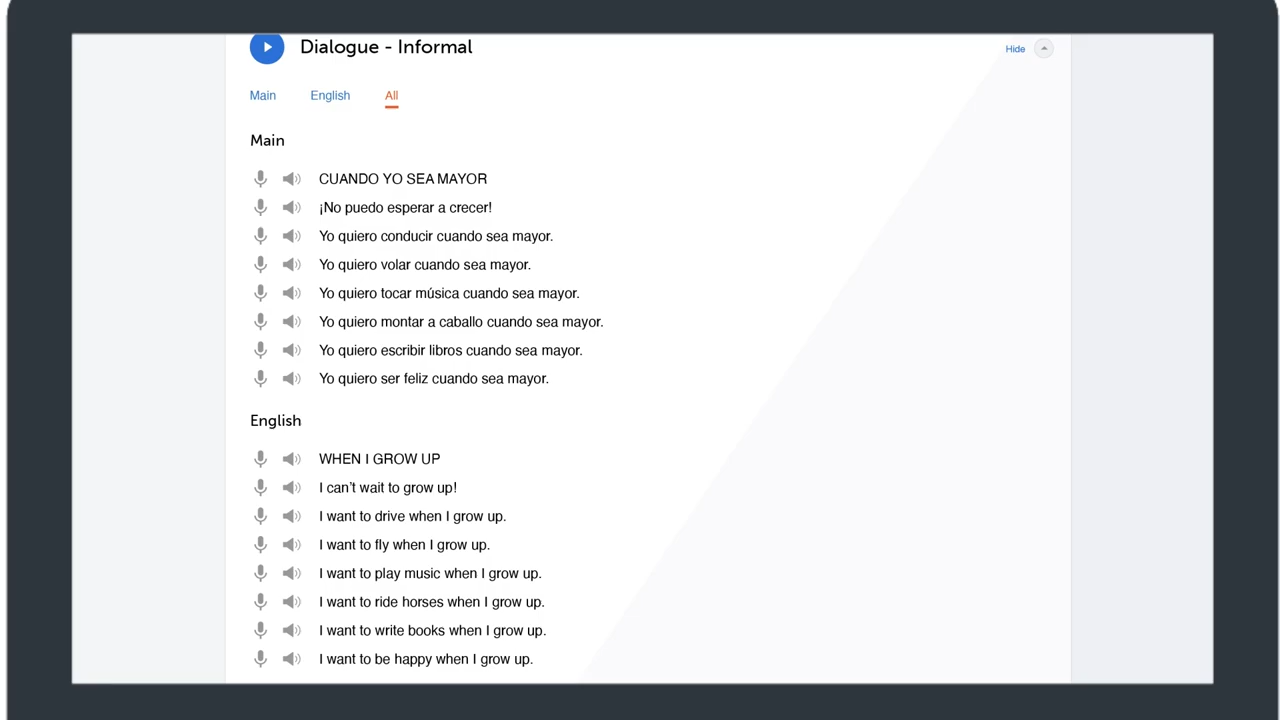 Dialogue - Informal
Hide
Main English All
Main
CUANDO YO SEA MAYOR
¡No puedo esperar a crecer!
Yo quiero conducir cuando sea mayor.
Yo quiero volar cuando sea mayor.
Yo quiero tocar música cuando sea mayor.
Yo quiero montar a caballo cuando sea mayor.
Yo quiero escribir libros cuando sea mayor.
Yo quiero ser feliz cuando sea mayor.
English
WHEN I GROW UP
I can't wait to grow up!
I want to drive when I grow up.
I want to fly when I grow up.
I want to play music when I grow up.
I want to ride horses when I grow up.
I want to write books when I grow up.
I want to be happy when I grow up.